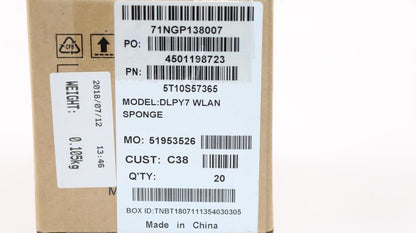 71NGP138007
PO:
4501198723
PN:
5T10S57365
MODEL:DLPY7 WLAN
SPONGE
MO: 51953526
CUST: C38
Q'TY: 20
BOX ID:TNBT1807111354030305
Made in China
2018/07/12 13:46
WEIGHT: 0.105kg